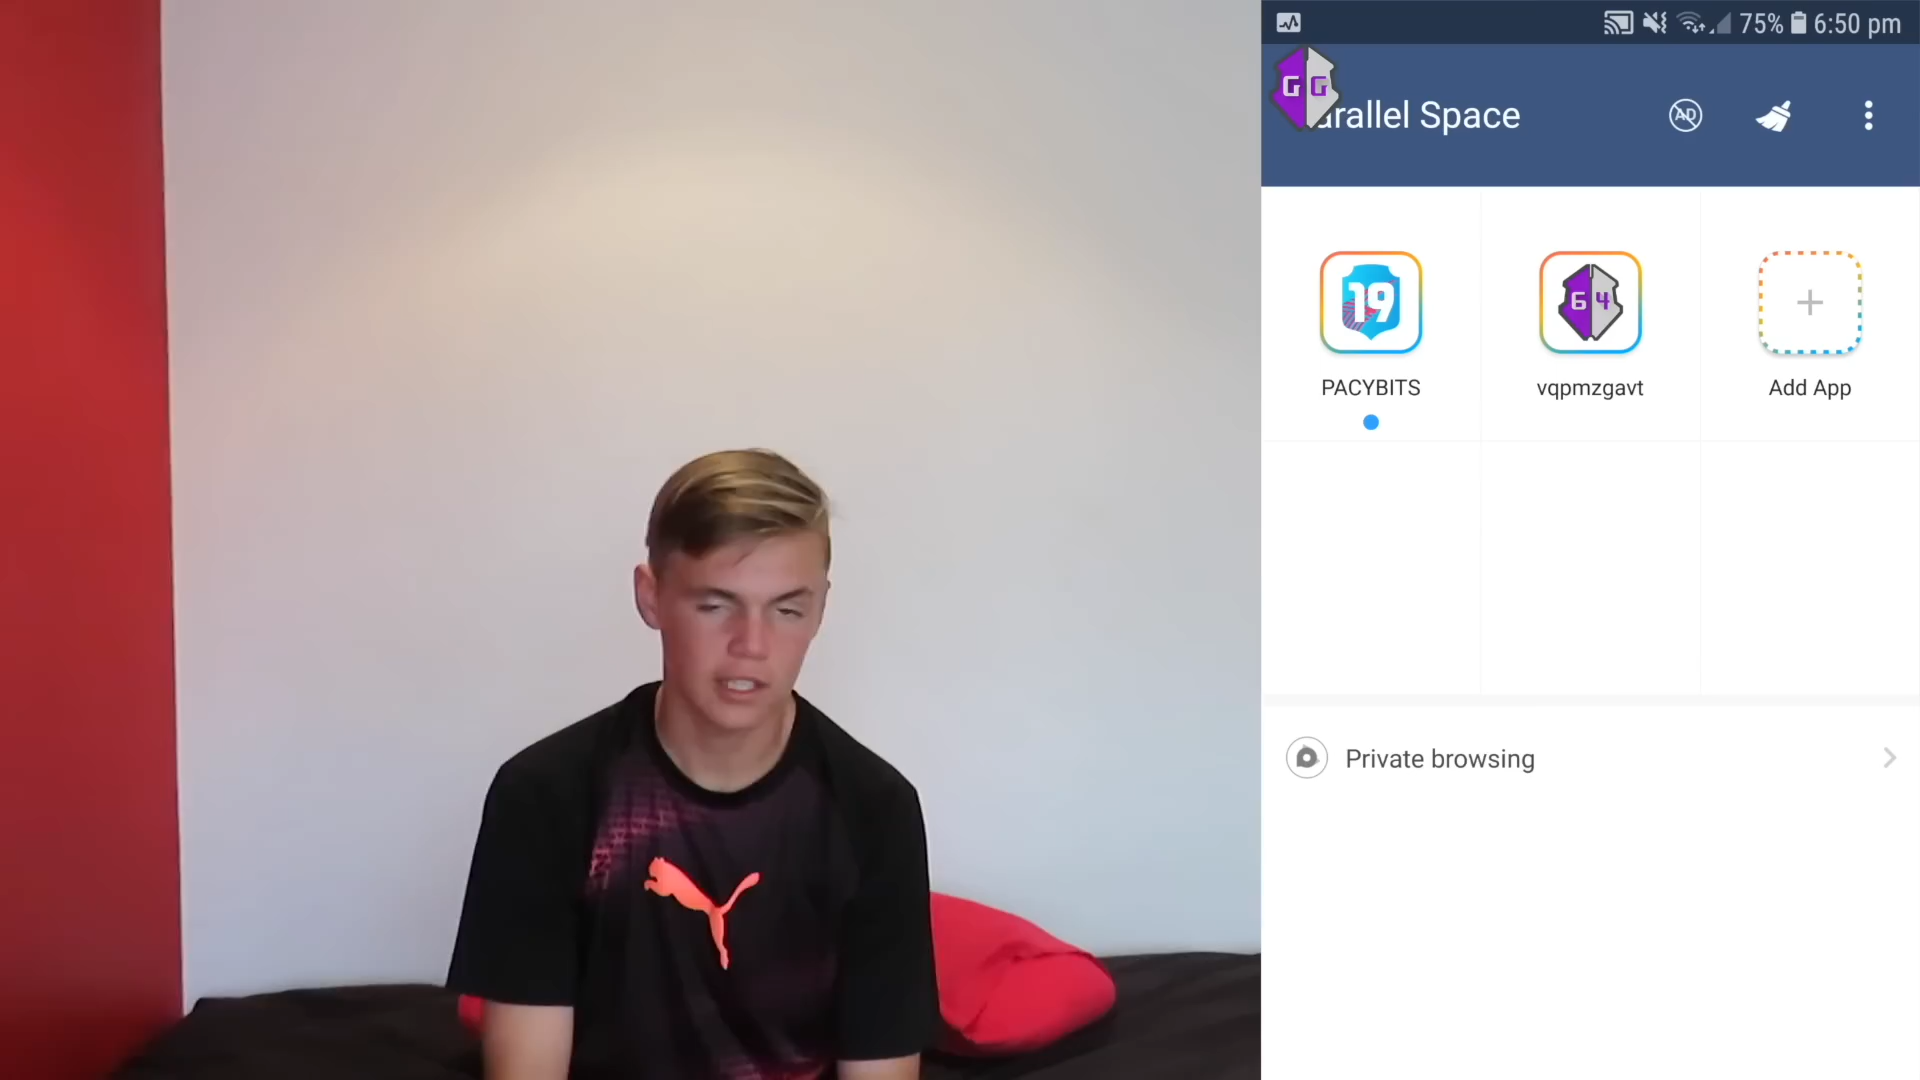 75% 6:50 pm
GG
arallel Space
AD
19
64
PACYBITS
vqpmzgavt
Add App
Private browsing